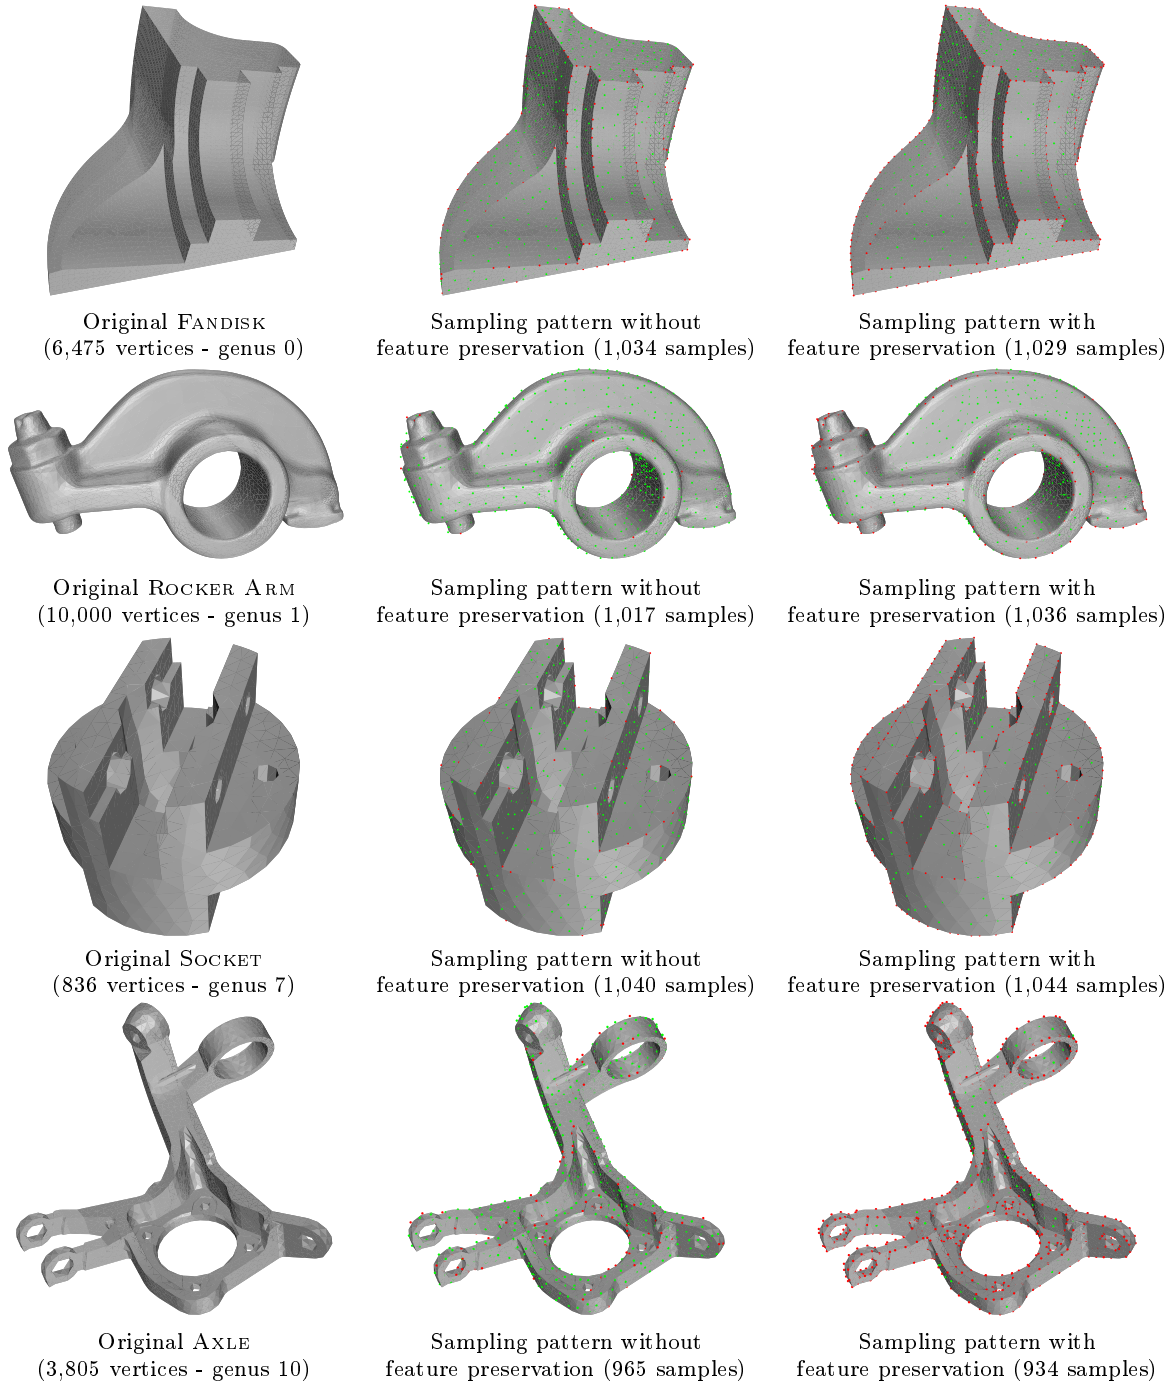 Original FANDISK
(6,475 vertices - genus 0)
Sampling pattern without
feature preservation (1,034 samples)
Sampling pattern with
feature preservation (1,029 samples)
Original ROCKER ARM
(10,000 vertices - genus 1)
Sampling pattern without
feature preservation (1,017 samples)
Sampling pattern with
feature preservation (1,036 samples)
Original SOCKET
(836 vertices - genus 7)
Sampling pattern without
feature preservation (1,040 samples)
Sampling pattern with
feature preservation (1,044 samples)
Original AXLE
(3,805 vertices - genus 10)
Sampling pattern without
feature preservation (965 samples)
Sampling pattern with
feature preservation (934 samples)